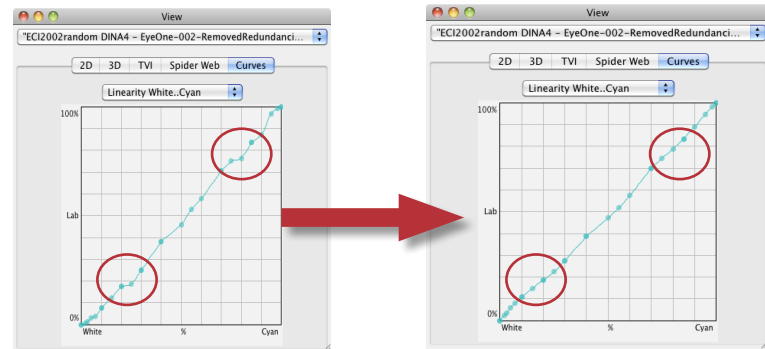 View
"ECI2002random DINA4 – EyeOne-002-RemovedRedundanci...
2D 3D TVI Spider Web Curves
Linearity White..Cyan
100%
Lab
0%
White % Cyan
View
"ECI2002random DINA4 – EyeOne-002-RemovedRedundanci...
2D 3D TVI Spider Web Curves
Linearity White..Cyan
100%
Lab
0%
White % Cyan